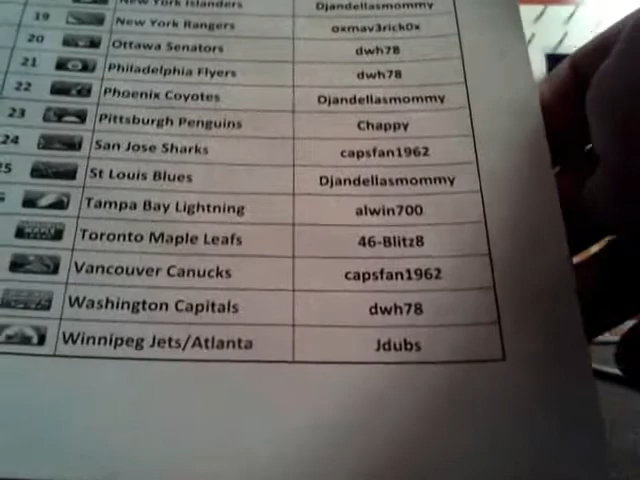 New York Islanders Djandellasmommy
19 New York Rangers oxmav3rick0x
20 Ottawa Senators dwh78
21 Philadelphia Flyers dwh78
22 Phoenix Coyotes Djandellasmommy
23 Pittsburgh Penguins Chappy
24 San Jose Sharks capsfan1962
5 St Louis Blues Djandellasmommy
Tampa Bay Lightning alwin700
Toronto Maple Leafs 46-Blitz8
Vancouver Canucks capsfan1962
Washington Capitals dwh78
Winnipeg Jets/Atlanta Jdubs